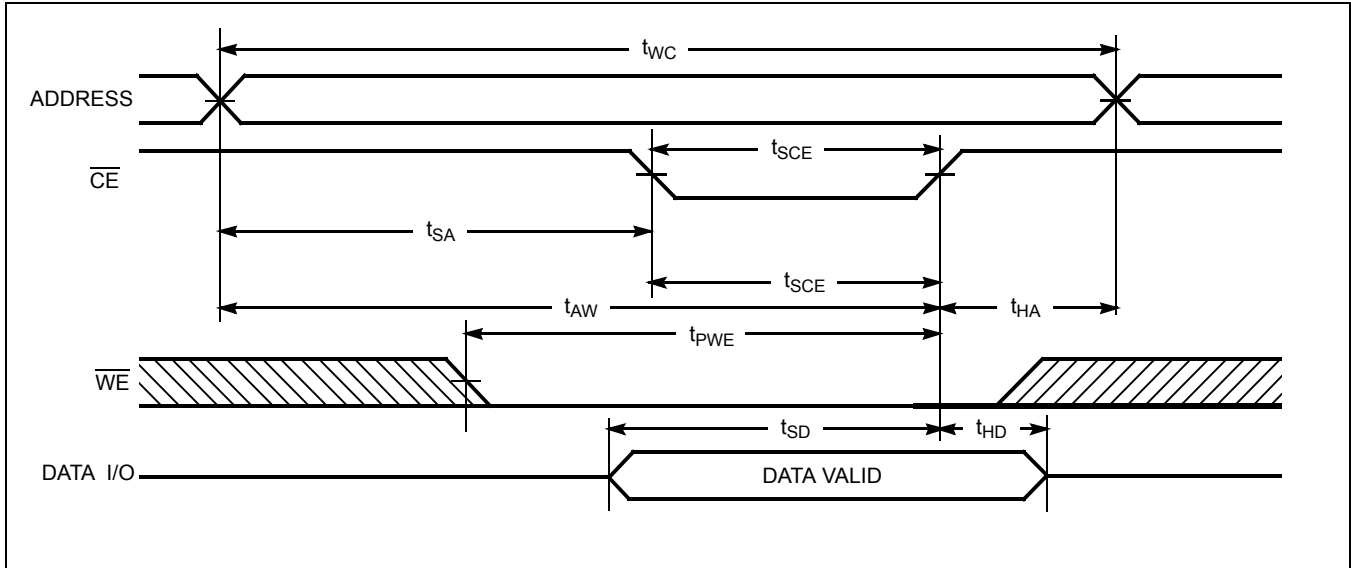 tWC
ADDRESS
tSCE
CE
tSA
tSCE
tAW
tHA
tPWE
WE
tSD
tHD
DATA I/O
DATA VALID